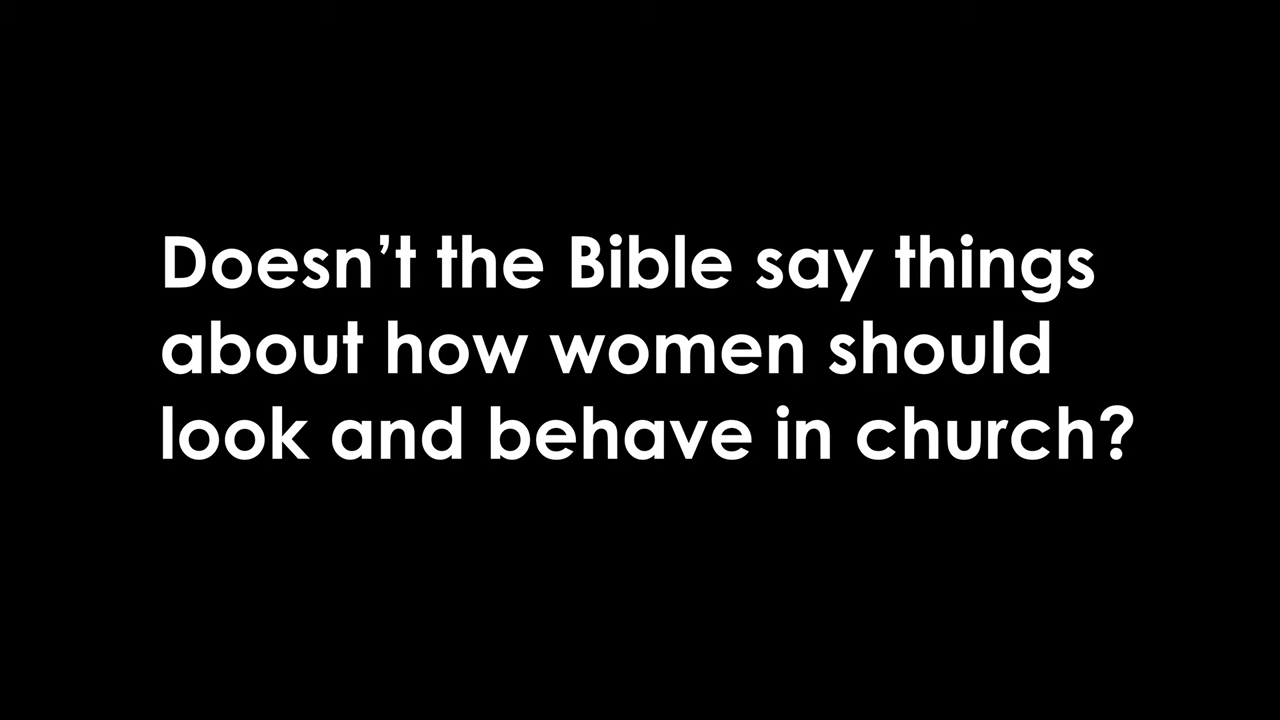 Doesn’t the Bible say things
about how women should
look and behave in church?